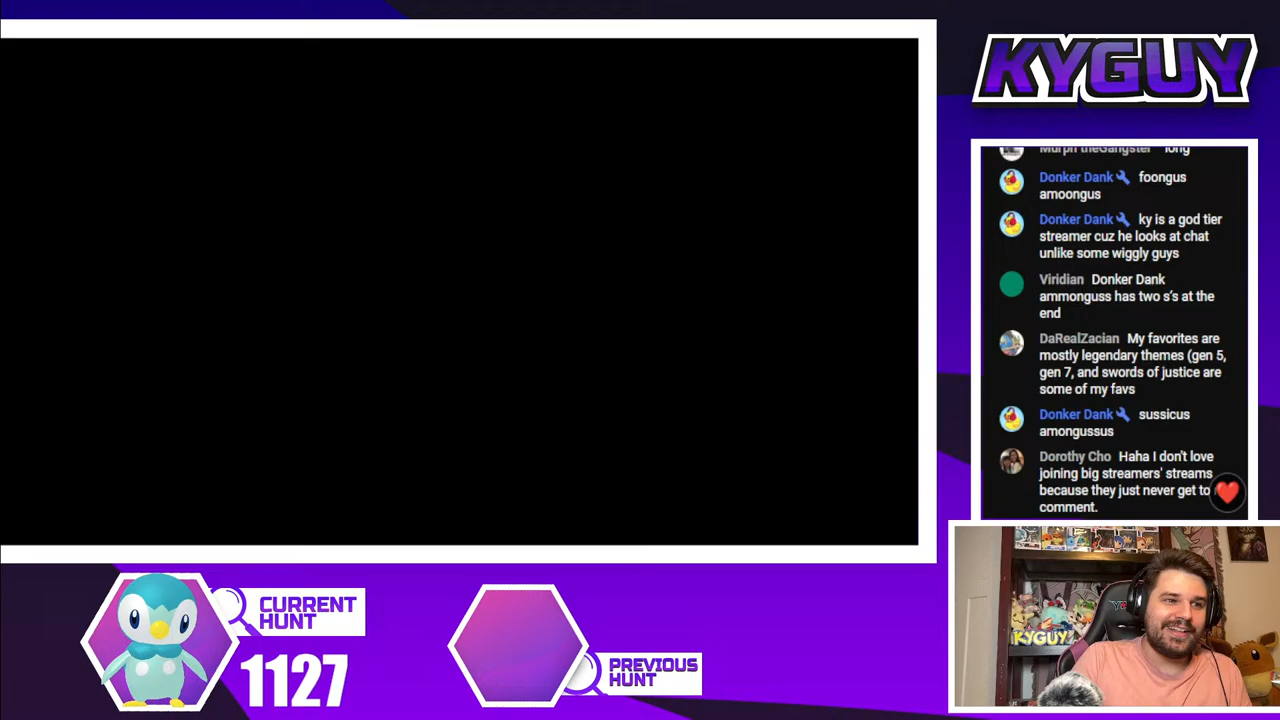 KYGUY
Murph theGangster long
Donker Dank foongus
amoongus
Donker Dank ky is a god tier
streamer cuz he looks at chat
unlike some wiggly guys
Viridian Donker Dank
ammonguss has two s's at the
end
DaRealZacian My favorites are
mostly legendary themes (gen 5,
gen 7, and swords of justice are
some of my favs
Donker Dank sussicus
amongussus
Dorothy Cho Haha I don't love
joining big streamers' streams
because they just never get to
comment.
CURRENT
HUNT
1127
PREVIOUS
HUNT
KYGUY